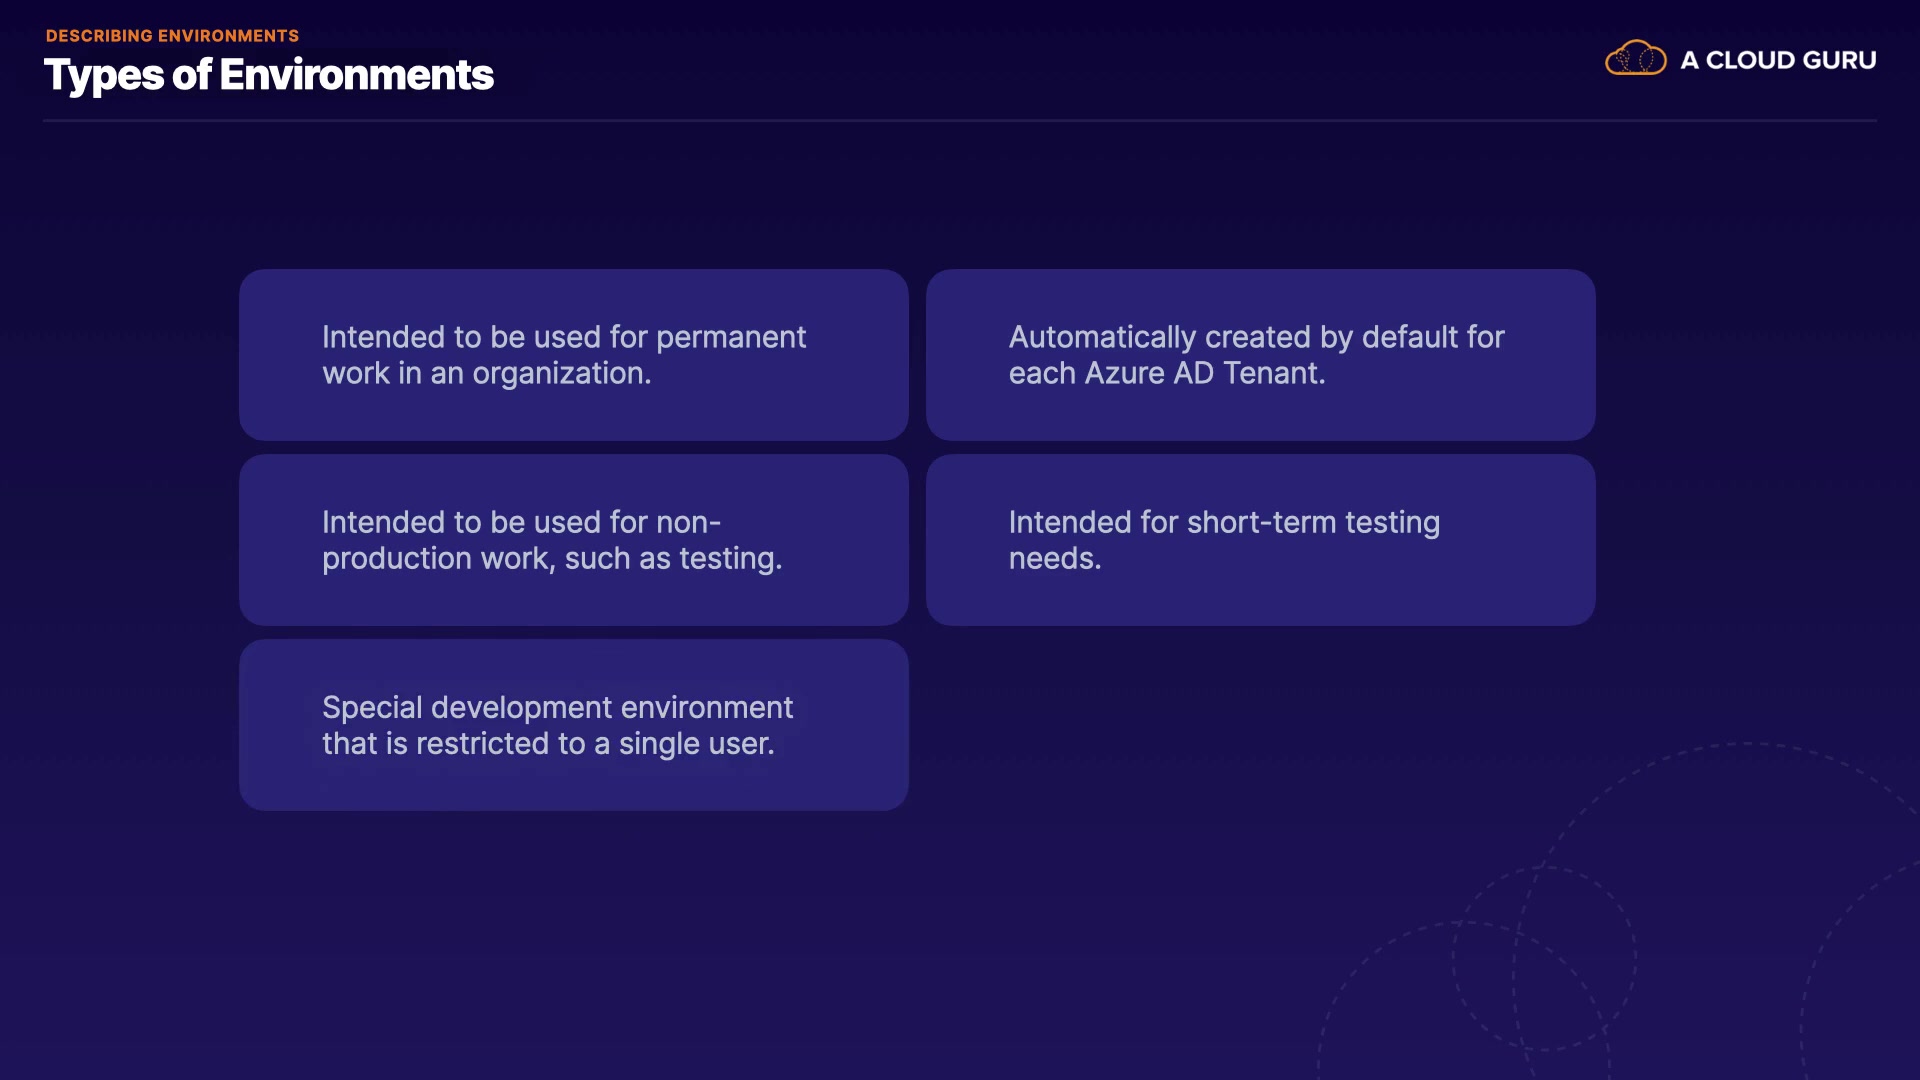 DESCRIBING ENVIRONMENTS
Types of Environments
A CLOUD GURU
Intended to be used for permanent
work in an organization.
Automatically created by default for
each Azure AD Tenant.
Intended to be used for non-
production work, such as testing.
Intended for short-term testing
needs.
Special development environment
that is restricted to a single user.